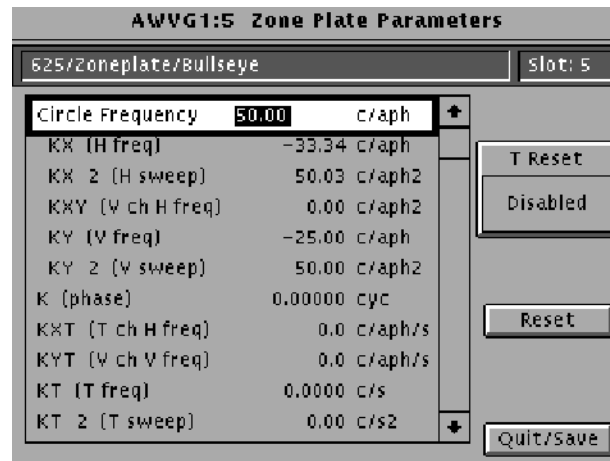 AWVG1:5 Zone Plate Parameters
625/Zoneplate/Bullseye Slot: 5
Circle Frequency 50.00 c/aph
KX (H freq) -33.34 c/aph
KX 2 (H sweep) 50.03 c/aph2
KXY (V ch H freq) 0.00 c/aph2
KY (V freq) -25.00 c/aph
KY 2 (V sweep) 50.00 c/aph2
K (phase) 0.00000 cyc
KXT (T ch H freq) 0.0 c/aph/s
KYT (V ch V freq) 0.0 c/aph/s
KT (T freq) 0.0000 c/s
KT 2 (T sweep) 0.00 c/s2
T Reset
Disabled
Reset
Quit/Save